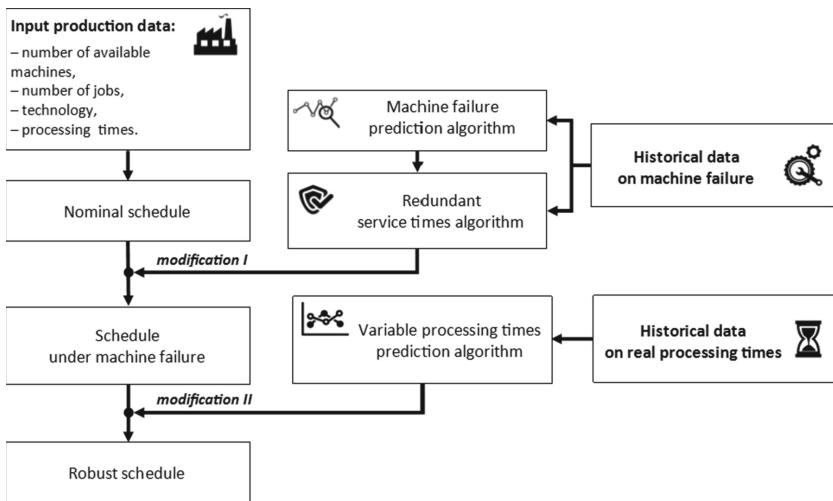 Input production data:
– number of available
machines,
– number of jobs,
– technology,
– processing times.
Machine failure
prediction algorithm
Historical data
on machine failure
Nominal schedule
Redundant
service times algorithm
modification I
Schedule
under machine failure
Variable processing times
prediction algorithm
Historical data
on real processing times
modification II
Robust schedule